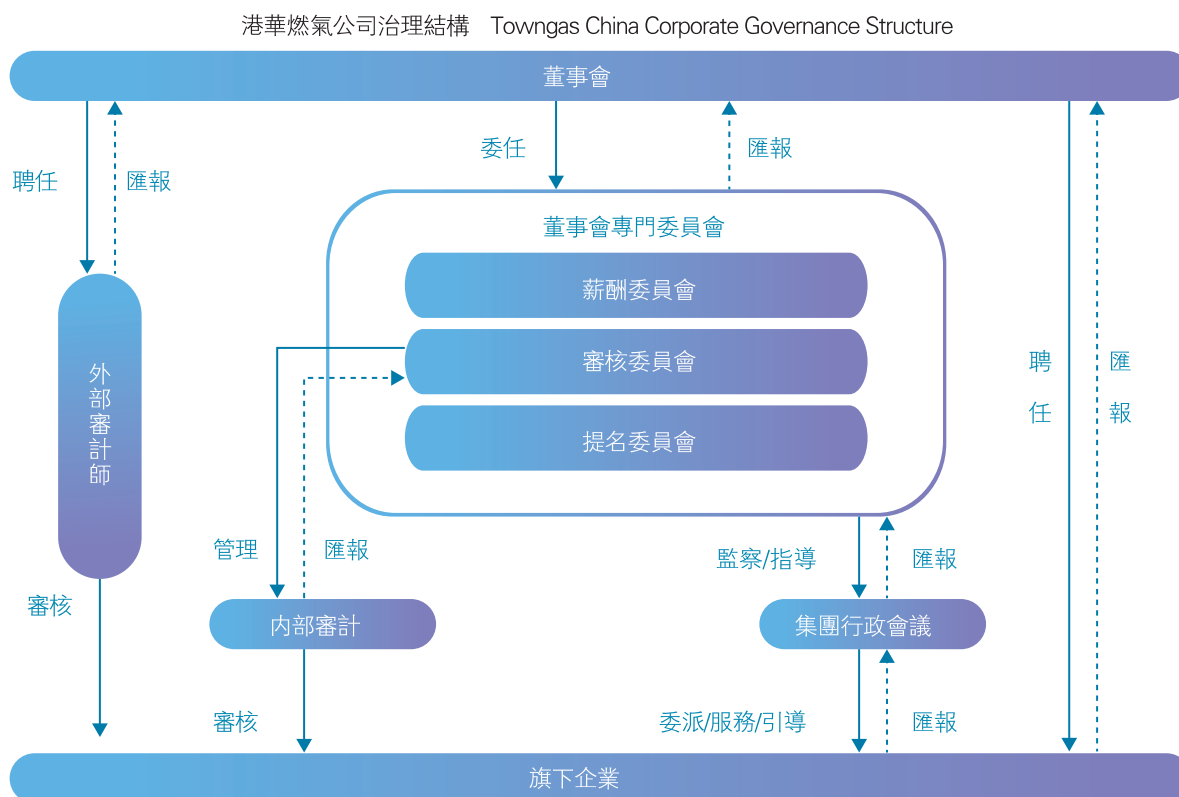 港華燃氣公司治理結構 Towngas China Corporate Governance Structure
董事會
委任
匯報
聘任
匯報
董事會專門委員會
薪酬委員會
審核委員會
提名委員會
外部審計師
聘任
匯報
管理
匯報
監察/指導
匯報
審核
內部審計
集團行政會議
審核
委派/服務/引導
匯報
旗下企業